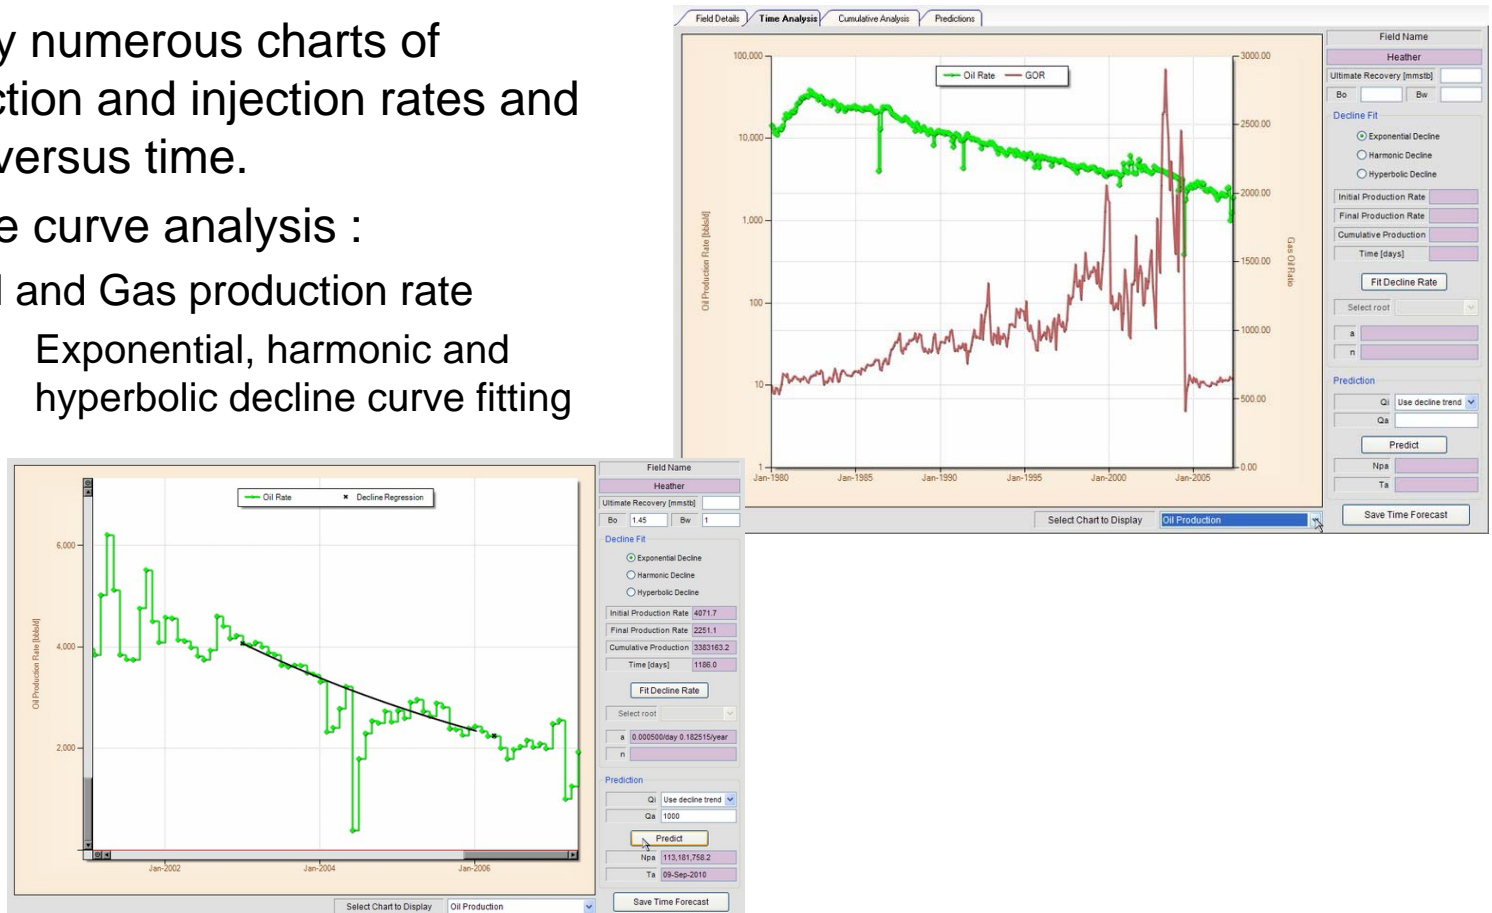 y numerous charts of
ction and injection rates and
versus time.
e curve analysis :
l and Gas production rate
Exponential, harmonic and
hyperbolic decline curve fitting
Field Details Time Analysis Cumulative Analysis Predictions
Oil Rate GOR
100,000
10,000
1,000
100
10
1
Oil Production Rate [bbls/d]
3000.00
2500.00
2000.00
1500.00
1000.00
500.00
0.00
Gas Oil Ratio
Jan-1980 Jan-1985 Jan-1990 Jan-1995 Jan-2000 Jan-2005
Select Chart to Display Oil Production
Field Name
Heather
Ultimate Recovery [mmstb]
Bo Bw
Decline Fit
Exponential Decline
Harmonic Decline
Hyperbolic Decline
Initial Production Rate
Final Production Rate
Cumulative Production
Time [days]
Fit Decline Rate
Select root
a
n
Prediction
Qi Use decline trend
Qa
Predict
Npa
Ta
Save Time Forecast
Oil Rate Decline Regression
6,000
4,000
2,000
Oil Production Rate [bbls/d]
Jan-2002 Jan-2004 Jan-2006
Select Chart to Display Oil Production
Field Name
Heather
Ultimate Recovery [mmstb]
Bo 1.45 Bw 1
Decline Fit
Exponential Decline
Harmonic Decline
Hyperbolic Decline
Initial Production Rate 4071.7
Final Production Rate 2251.1
Cumulative Production 3383163.2
Time [days] 1186.0
Fit Decline Rate
Select root
a 0.000500/day 0.182515/year
n
Prediction
Qi Use decline trend
Qa 1000
Predict
Npa 113,181,758.2
Ta 09-Sep-2010
Save Time Forecast